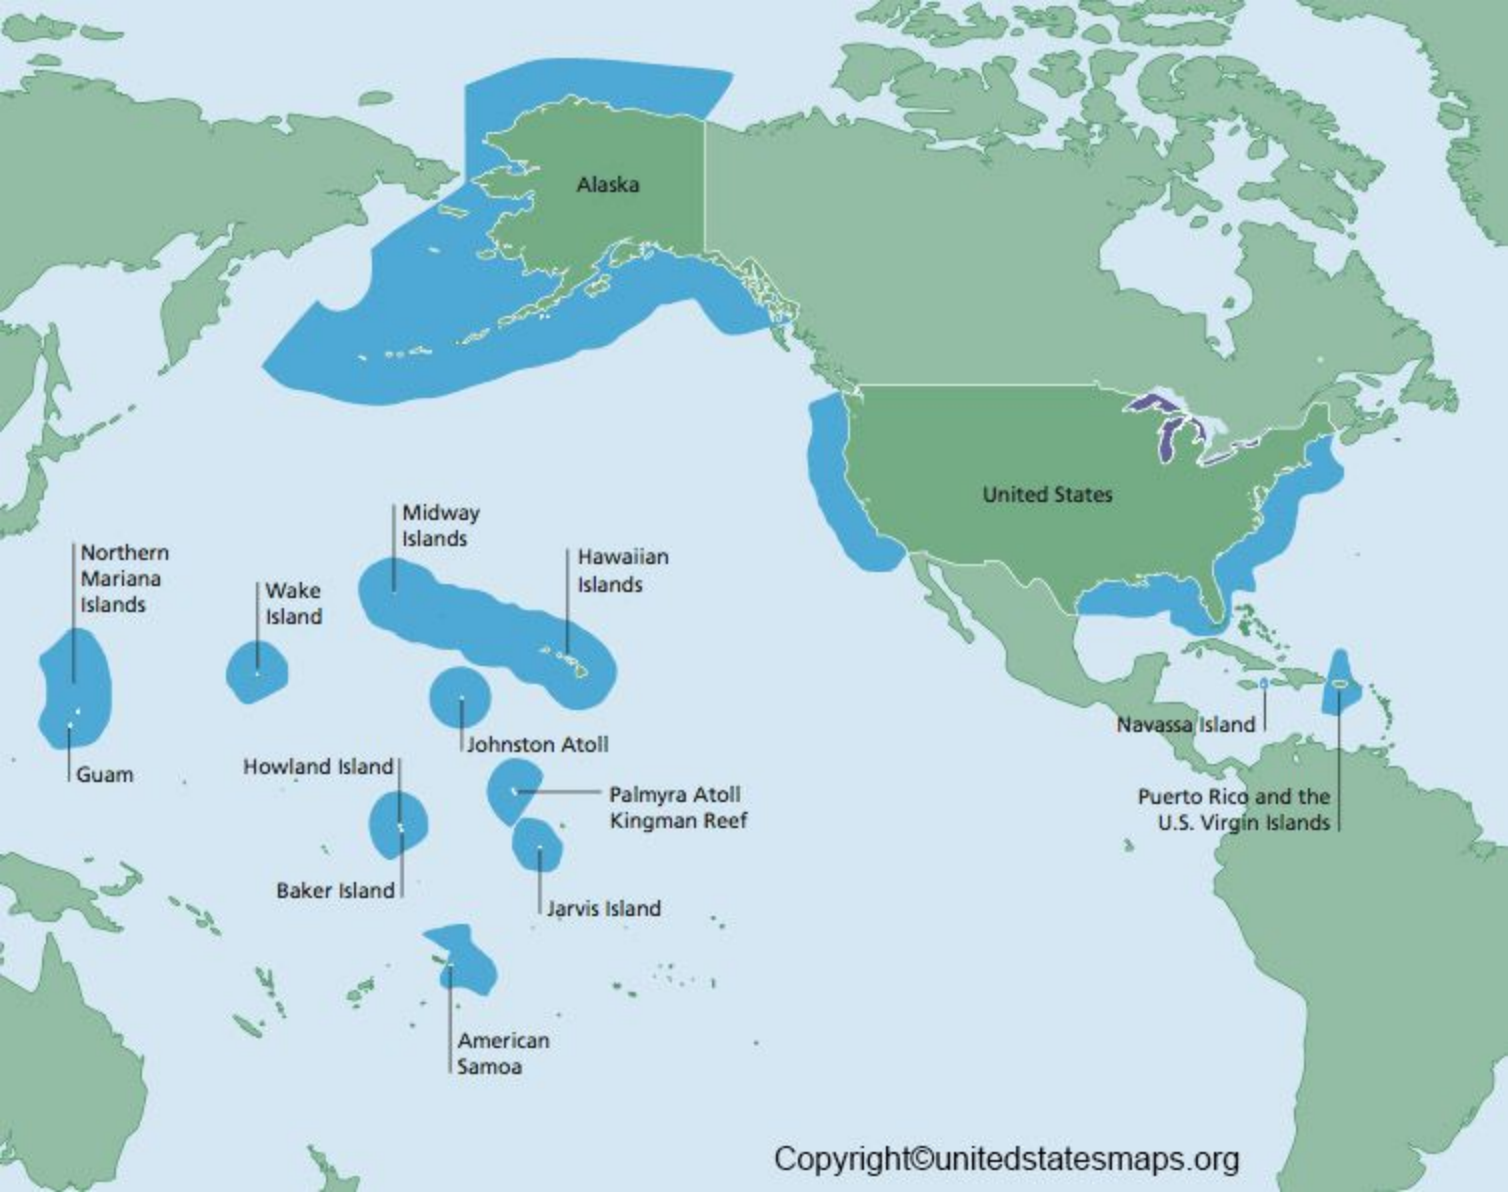 Alaska
United States
Midway
Islands
Hawaiian
Islands
Northern
Mariana
Islands
Wake
Island
Navassa Island
Johnston Atoll
Howland Island
Guam
Palmyra Atoll
Kingman Reef
Puerto Rico and the
U.S. Virgin Islands
Baker Island
Jarvis Island
American
Samoa
Copyright©unitedstatesmaps.org